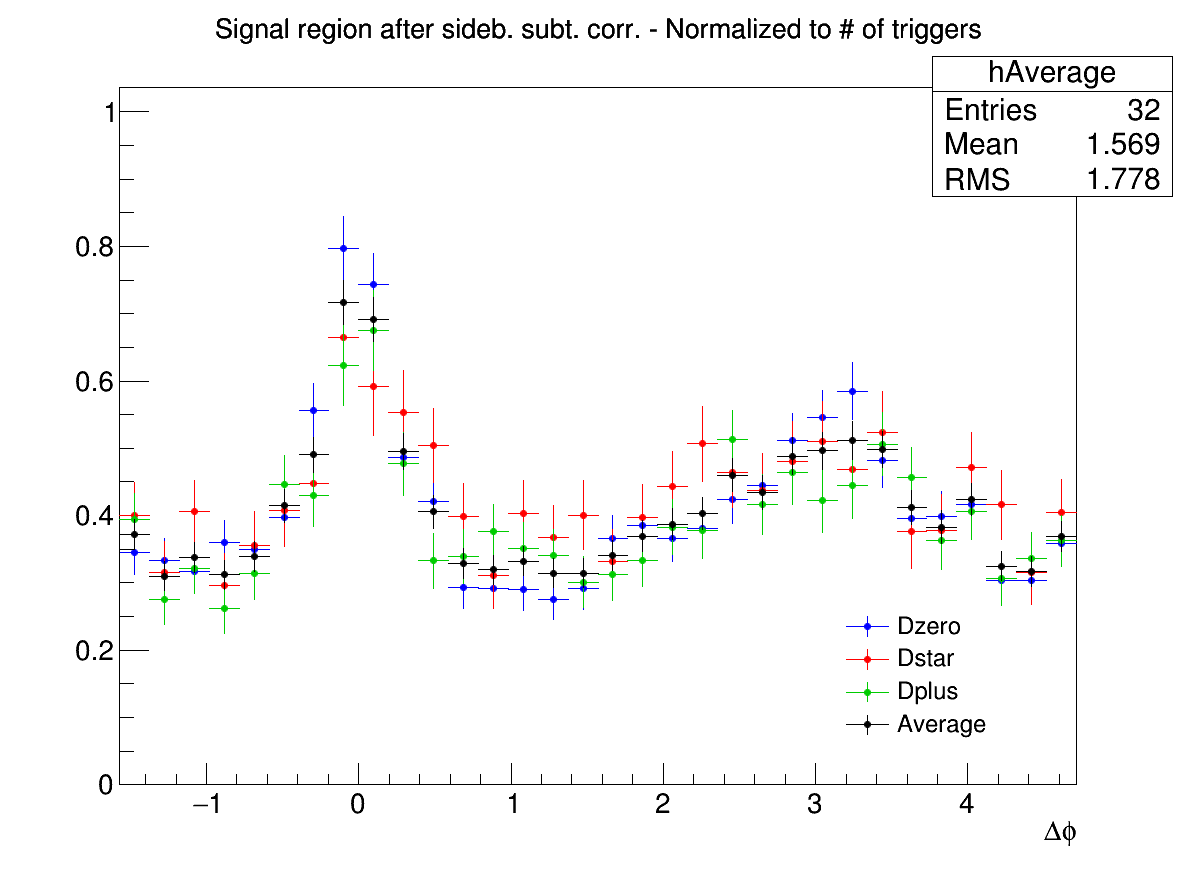 Signal region after sideb. subt. corr. - Normalized to # of triggers
hAverage
Entries 32
Mean 1.569
RMS 1.778
1
0.8
0.6
0.4
0.2
0
Dzero
Dstar
Dplus
Average
−1 0 1 2 3 4
Δϕ